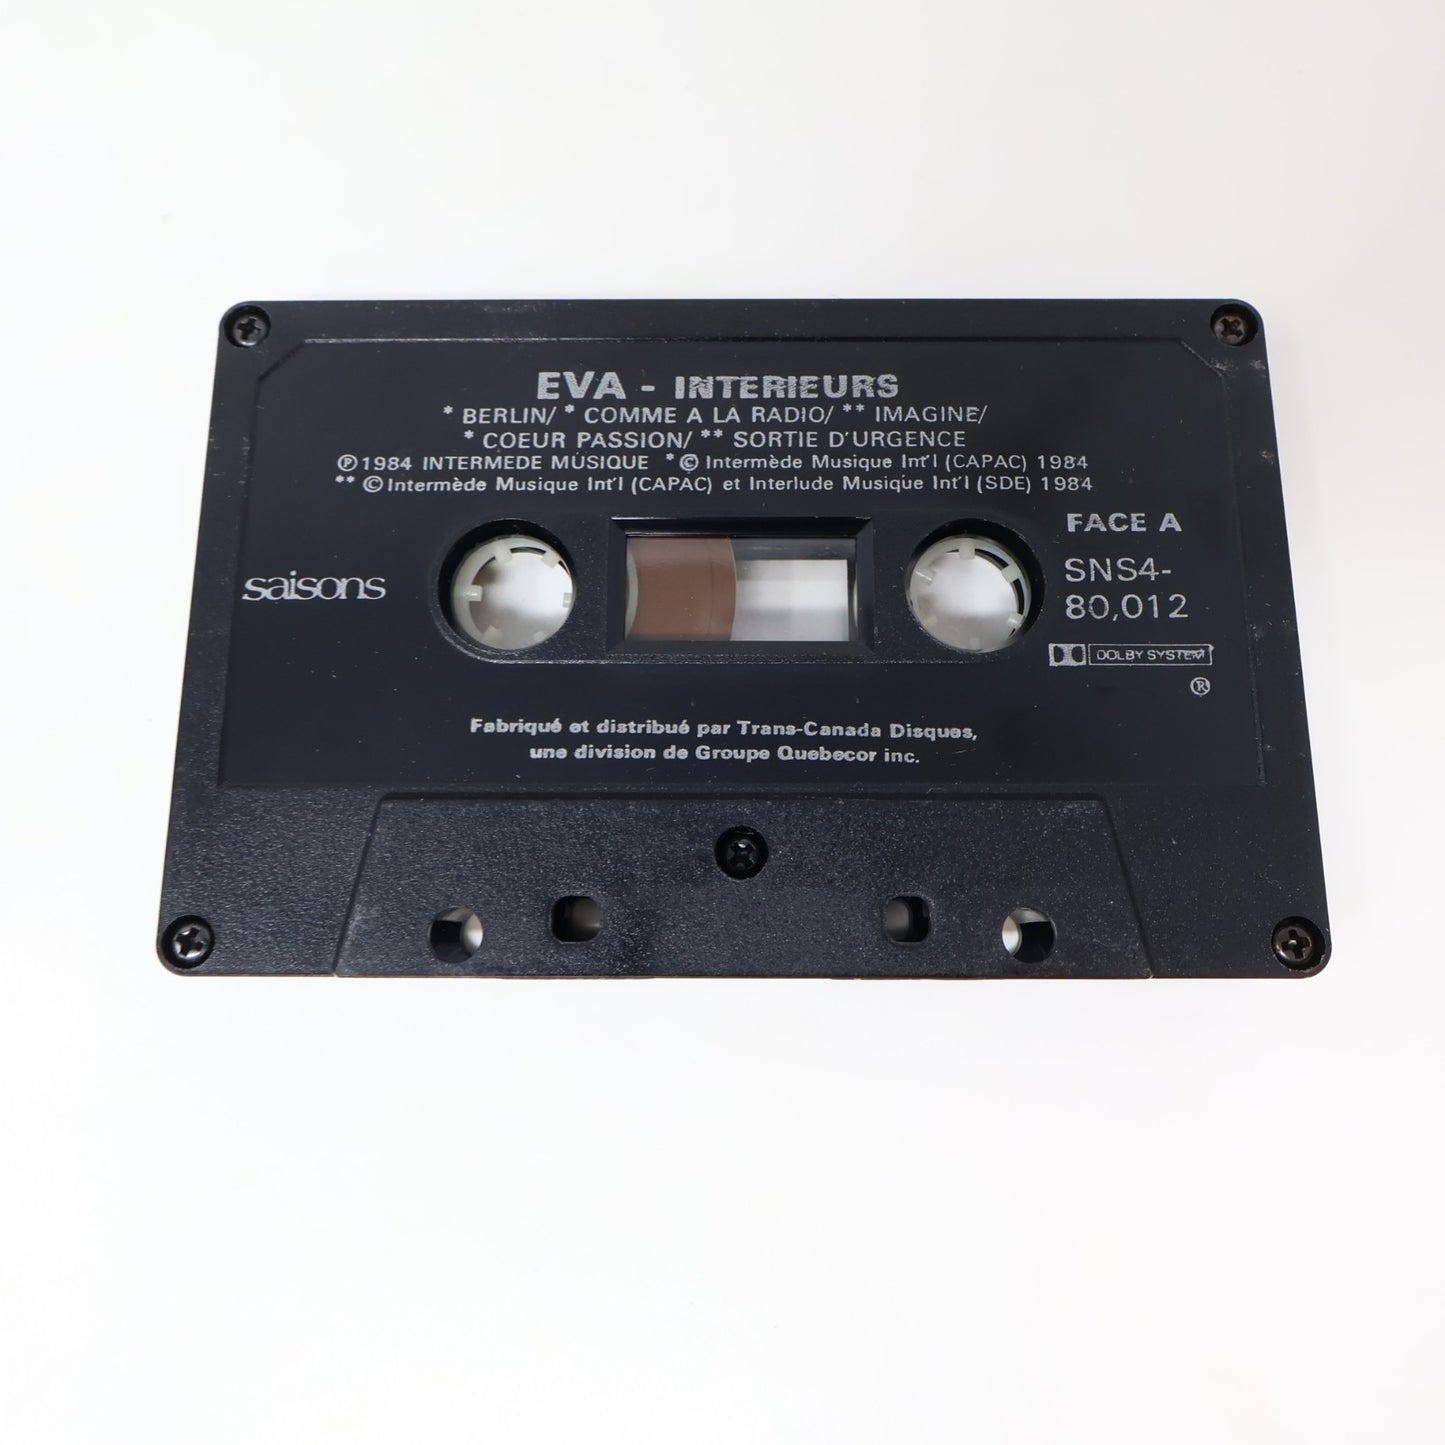 EVA - INTERIEURS
* BERLIN/ * COMME A LA RADIO/ ** IMAGINE/
* COEUR PASSION/ ** SORTIE D'URGENCE
℗1984 INTERMEDE MUSIQUE *© Intermède Musique Int'l (CAPAC) 1984
** © Intermède Musique Int'l (CAPAC) et Interlude Musique Int'l (SDE) 1984
FACE A
saisons
SNS4-
80,012
DOLBY SYSTEM
®
Fabriqué et distribué par Trans-Canada Disques,
une division de Groupe Quebecor inc.